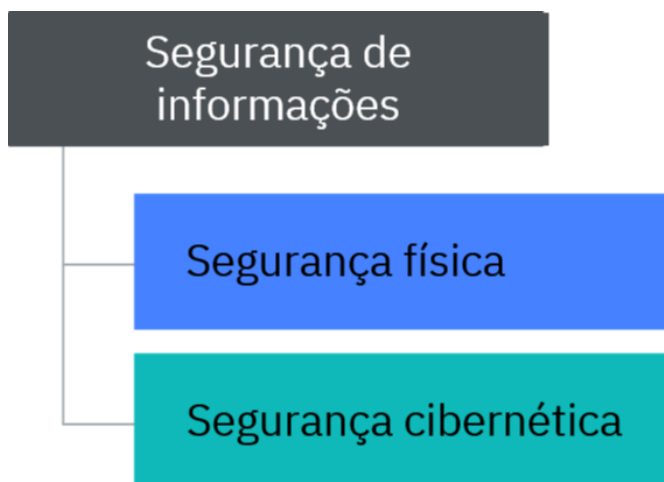 Segurança de
informações
Segurança física
Segurança cibernética